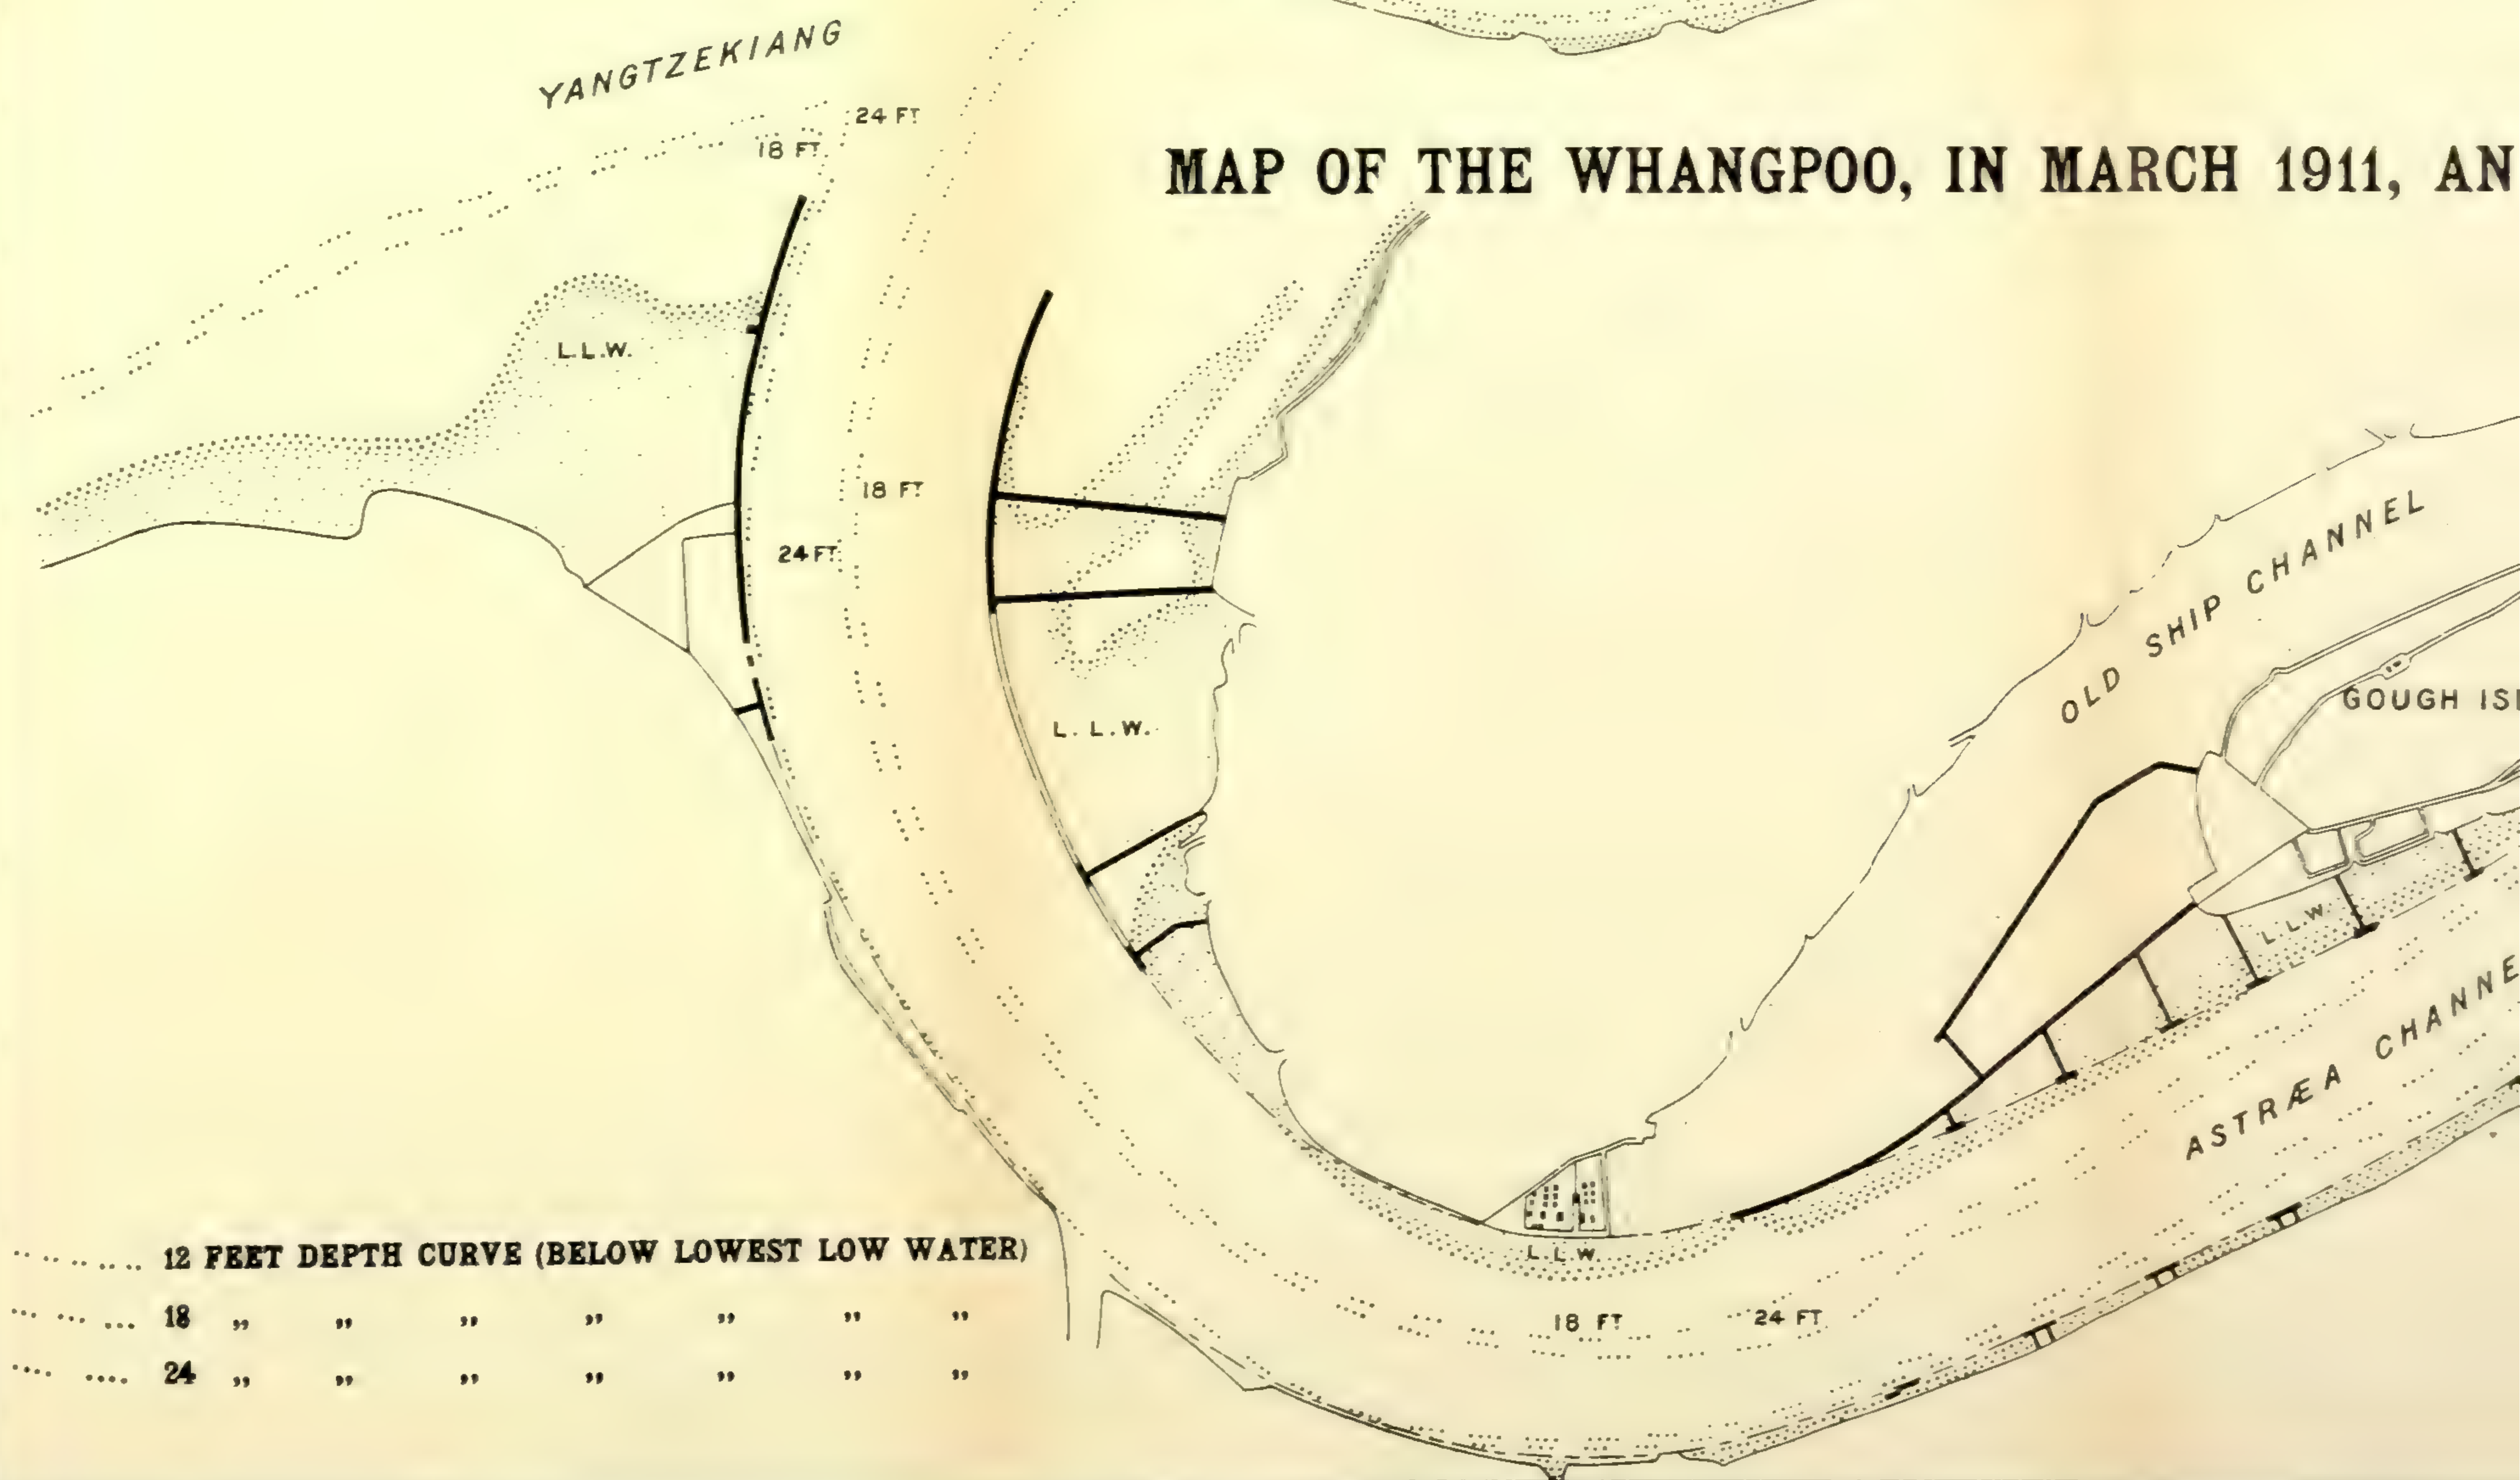 YANGTZEKIANG
24 FT
18 FT
MAP OF THE WHANGPOO, IN MARCH 1911, AN
L.L.W.
18 FT
24 FT
OLD SHIP CHANNEL
GOUGH ISL
L. L. W.
L.L.W.
ASTRÆA CHANNE
L.L.W.
18 FT
24 FT
12 FEET DEPTH CURVE (BELOW LOWEST LOW WATER)
18 „ „ „ „ „ „ „
24 „ „ „ „ „ „ „